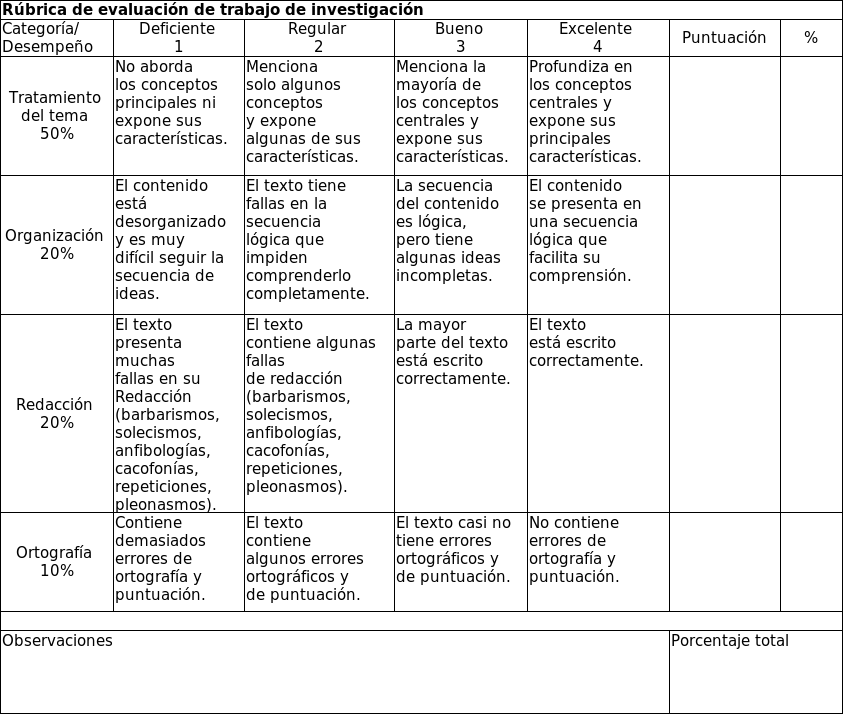 Rúbrica de evaluación de trabajo de investigación
Categoría/
Desempeño
Deficiente
1
Regular
2
Bueno
3
Excelente
4
Puntuación
%
Tratamiento
del tema
50%
No aborda
los conceptos
principales ni
expone sus
características.
Menciona
solo algunos
conceptos
y expone
algunas de sus
características.
Menciona la
mayoría de
los conceptos
centrales y
expone sus
características.
Profundiza en
los conceptos
centrales y
expone sus
principales
características.
Organización
20%
El contenido
está
desorganizado
y es muy
difícil seguir la
secuencia de
ideas.
El texto tiene
fallas en la
secuencia
lógica que
impiden
comprenderlo
completamente.
La secuencia
del contenido
es lógica,
pero tiene
algunas ideas
incompletas.
El contenido
se presenta en
una secuencia
lógica que
facilita su
comprensión.
Redacción
20%
El texto
presenta
muchas
fallas en su
Redacción
(barbarismos,
solecismos,
anfibologías,
cacofonías,
repeticiones,
pleonasmos).
El texto
contiene algunas
fallas
de redacción
(barbarismos,
solecismos,
anfibologías,
cacofonías,
repeticiones,
pleonasmos).
La mayor
parte del texto
está escrito
correctamente.
El texto
está escrito
correctamente.
Ortografía
10%
Contiene
demasiados
errores de
ortografía y
puntuación.
El texto
contiene
algunos errores
ortográficos y
de puntuación.
El texto casi no
tiene errores
ortográficos y
de puntuación.
No contiene
errores de
ortografía y
puntuación.
Observaciones
Porcentaje total